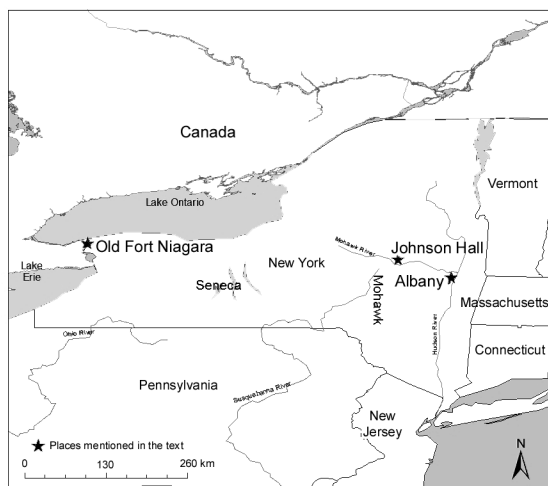 Canada
Vermont
Lake Ontario
Old Fort Niagara
Lake
Erie
Mohawk River
Johnson Hall
New York
Seneca
Albany
Mohawk
Massachusetts
Hudson River
Connecticut
Ohio River
Pennsylvania
Susquehanna River
New
Jersey
Places mentioned in the text
0 130 260 km
N